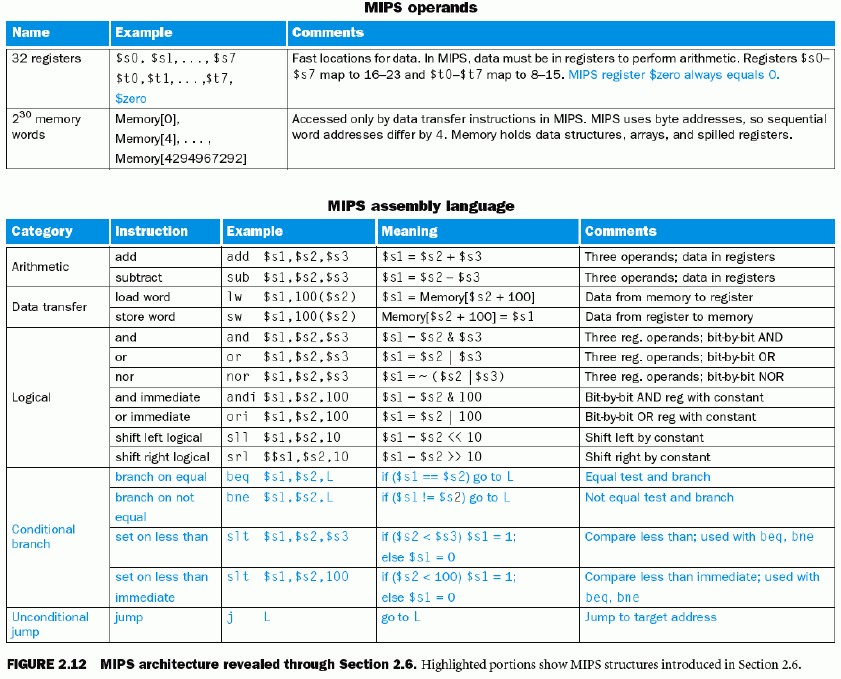 MIPS operands
Name Example Comments
32 registers $s0, $s1,..., $s7 Fast locations for data. In MIPS, data must be in registers to perform arithmetic. Registers $s0–
$t0,$t1,...,$t7, $s7 map to 16–23 and $t0–$t7 map to 8–15. MIPS register $zero always equals 0.
$zero
2³⁰ memory Memory[0], Accessed only by data transfer instructions in MIPS. MIPS uses byte addresses, so sequential
words Memory[4], . . . , word addresses differ by 4. Memory holds data structures, arrays, and spilled registers.
Memory[4294967292]
MIPS assembly language
Category Instruction Example Meaning Comments
Arithmetic
add add $s1,$s2,$s3 $s1 = $s2 + $s3 Three operands; data in registers
subtract sub $s1,$s2,$s3 $s1 = $s2 – $s3 Three operands; data in registers
Data transfer
load word lw $s1,100($s2) $s1 = Memory[$s2 + 100] Data from memory to register
store word sw $s1,100($s2) Memory[$s2 + 100] = $s1 Data from register to memory
Logical
and and $s1,$s2,$s3 $s1 – $s2 & $s3 Three reg. operands; bit-by-bit AND
or or $s1,$s2,$s3 $s1 = $s2 | $s3 Three reg. operands; bit-by-bit OR
nor nor $s1,$s2,$s3 $s1 = ~ ($s2 | $s3) Three reg. operands; bit-by-bit NOR
and immediate andi $s1,$s2,100 $s1 – $s2 & 100 Bit-by-bit AND reg with constant
or immediate ori $s1,$s2,100 $s1 = $s2 | 100 Bit-by-bit OR reg with constant
shift left logical sll $s1,$s2,10 $s1 – $s2 << 10 Shift left by constant
shift right logical srl $$s1,$s2,10 $s1 – $s2 >> 10 Shift right by constant
Conditional
branch
branch on equal beq $s1,$s2,L if ($s1 == $s2) go to L Equal test and branch
branch on not bne $s1,$s2,L if ($s1 != $s2) go to L Not equal test and branch
equal
set on less than slt $s1,$s2,$s3 if ($s2 < $s3) $s1 = 1; Compare less than; used with beq, bne
else $s1 = 0
set on less than slt $s1,$s2,100 if ($s2 < 100) $s1 = 1; Compare less than immediate; used with
immediate else $s1 = 0 beq, bne
Unconditional jump j L go to L Jump to target address
jump
FIGURE 2.12 MIPS architecture revealed through Section 2.6. Highlighted portions show MIPS structures introduced in Section 2.6.